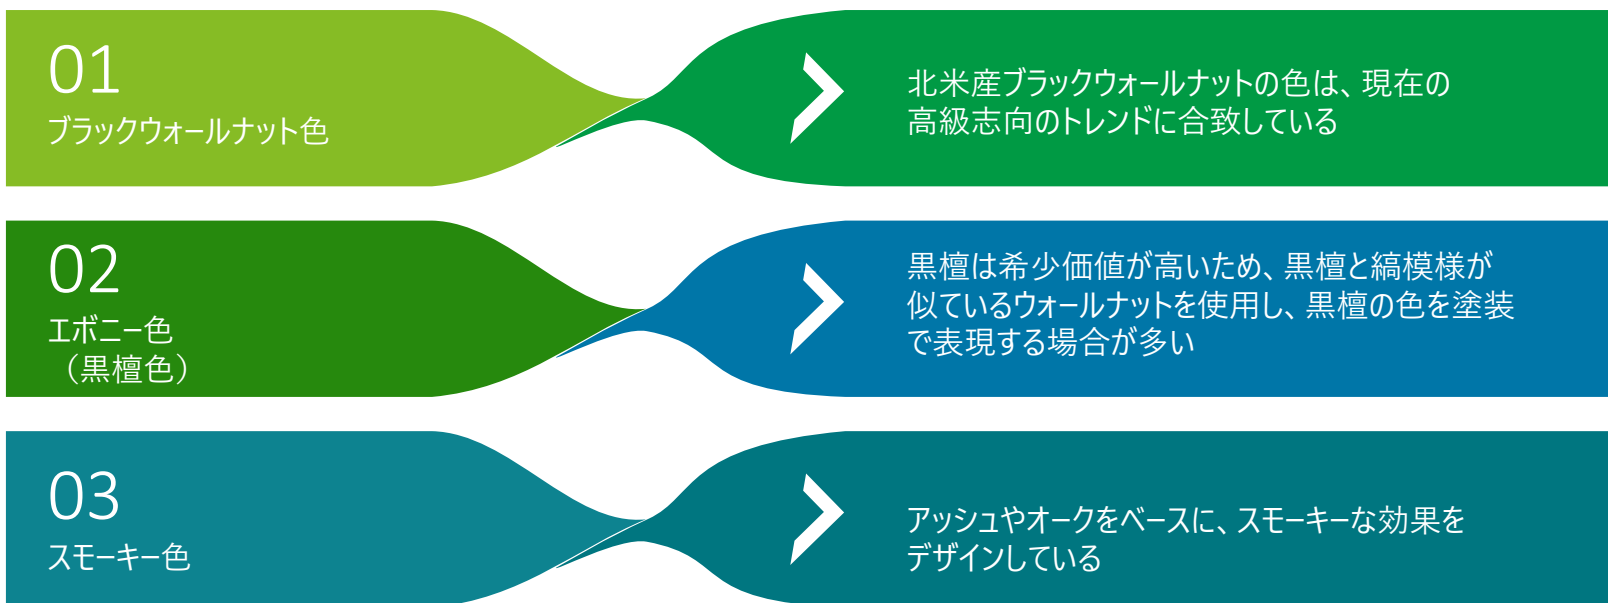 01
ブラックウォールナット色
北米産ブラックウォールナットの色は、現在の
高級志向のトレンドに合致している
02
エボニー色
（黒檀色）
黒檀は希少価値が高いため、黒檀と縞模様が
似ているウォールナットを使用し、黒檀の色を塗装
で表現する場合が多い
03
スモーキー色
アッシュやオークをベースに、スモーキーな効果を
デザインしている